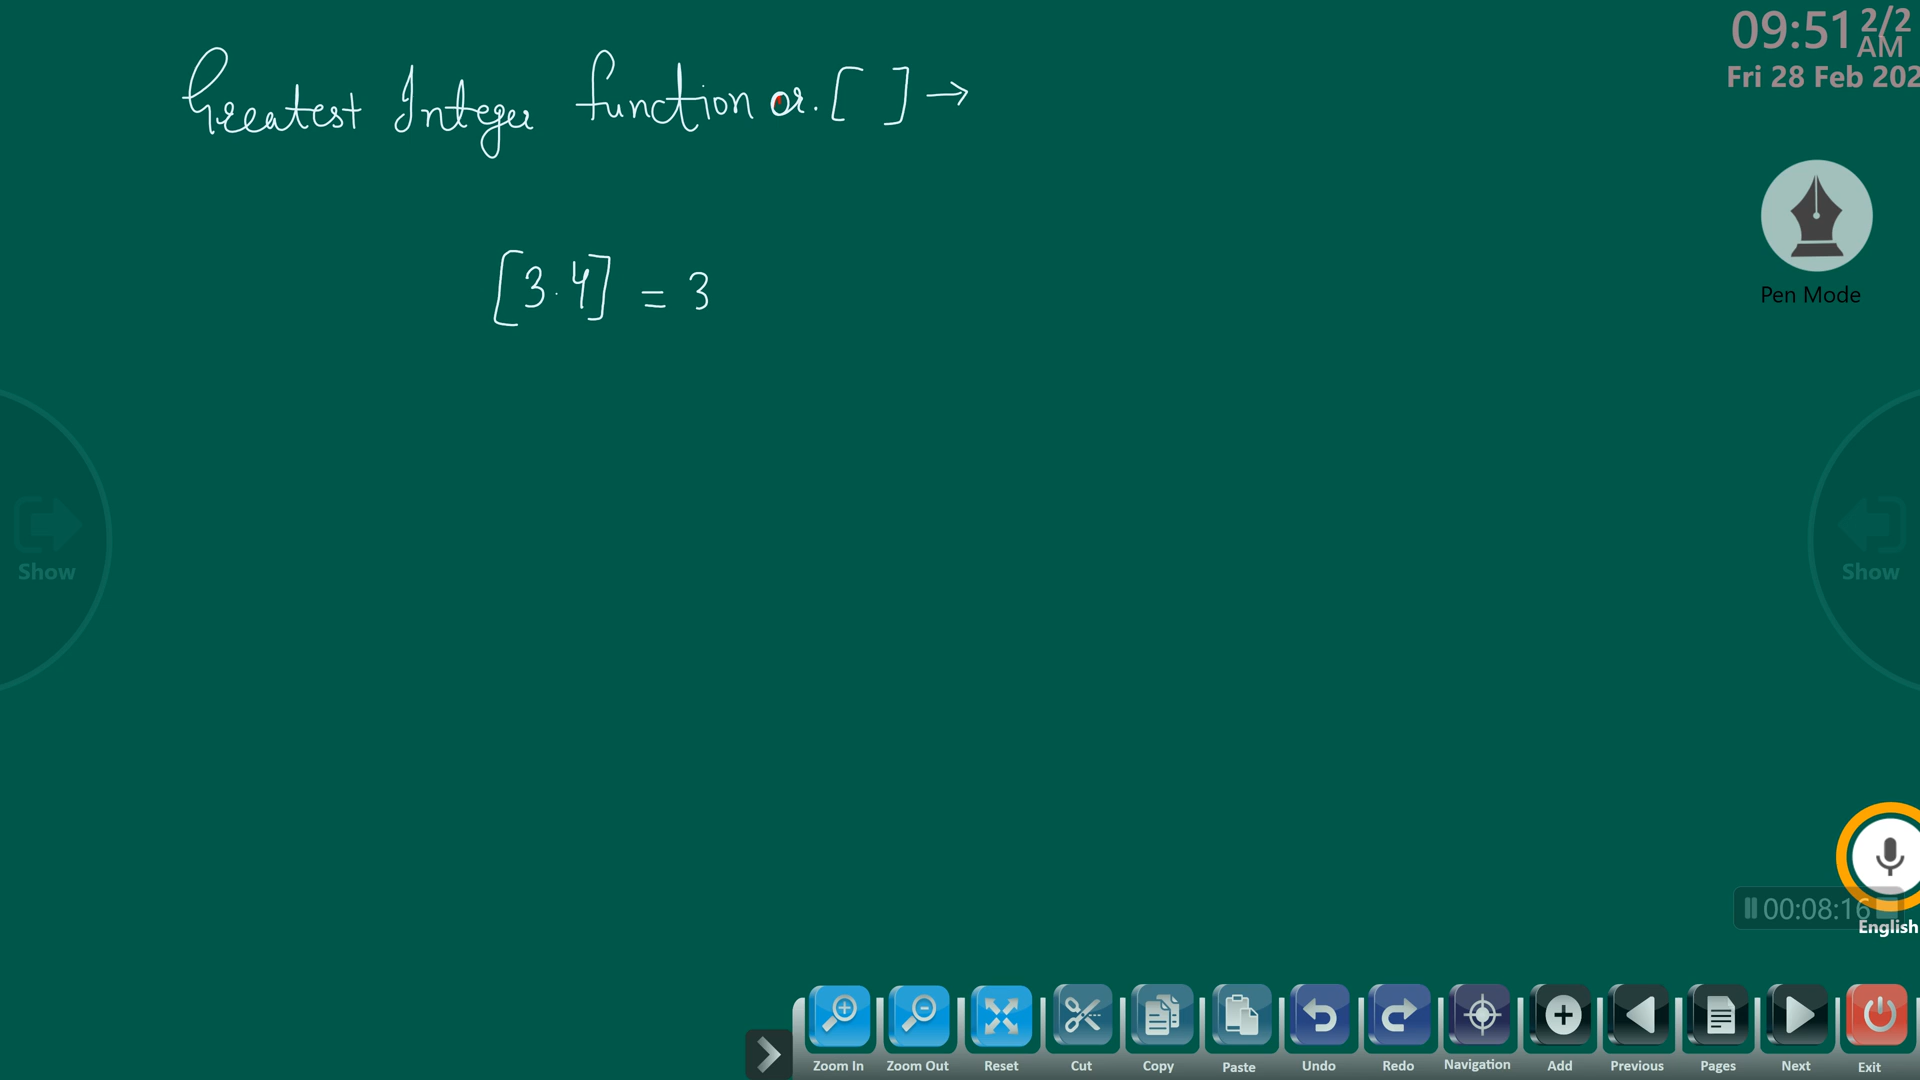 09:51 AM 2/2
Fri 28 Feb 202
Greatest Integer function or. [ ] →
[3.4] = 3
Pen Mode
Show
Show
00:08:16
English
Zoom In Zoom Out Reset Cut Copy Paste Undo Redo Navigation Add Previous Pages Next Exit